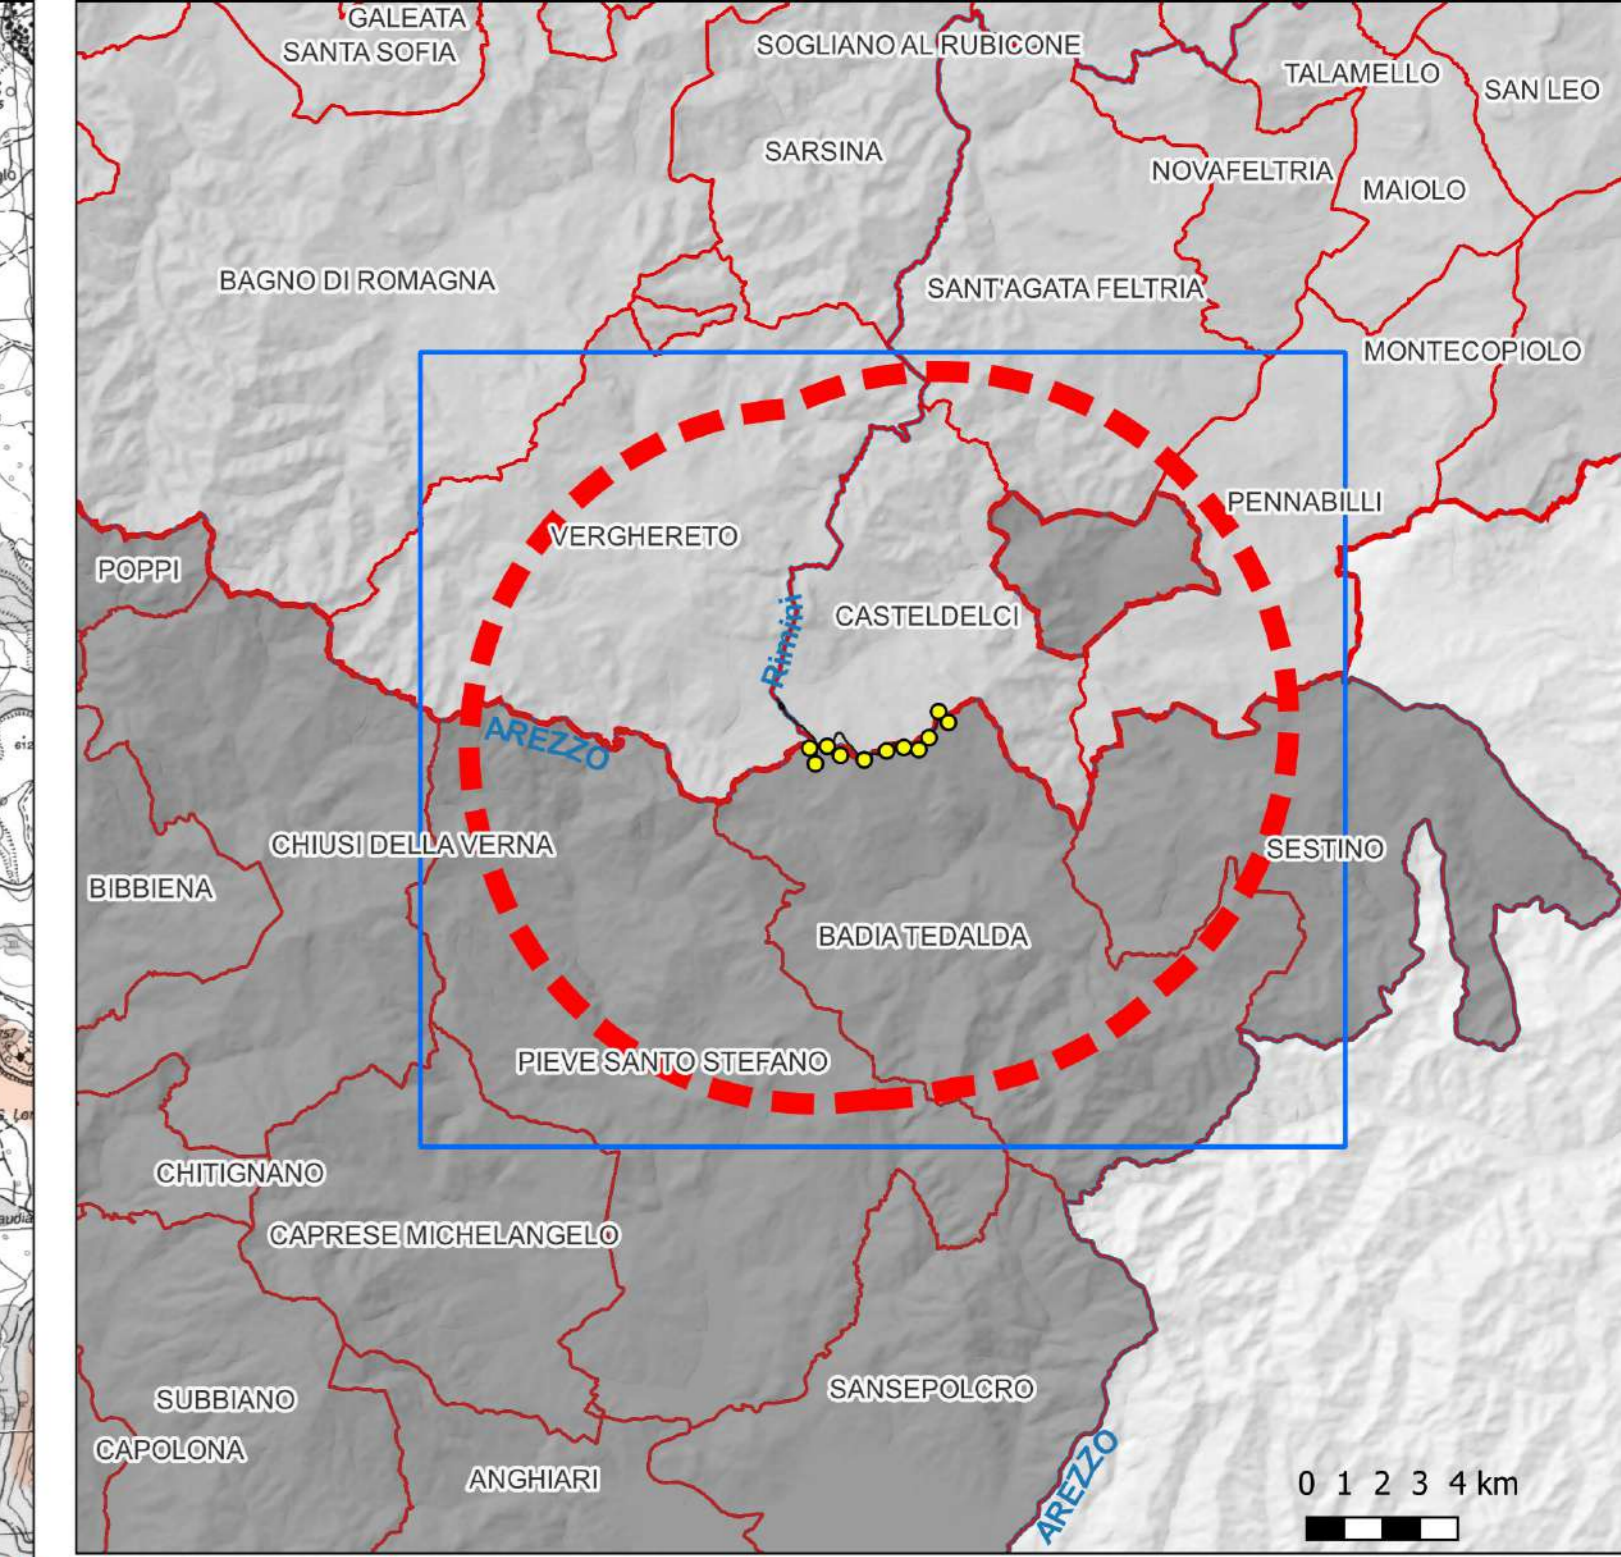 GALEATA
SANTA SOFIA
SOGLIANO AL RUBICONE
TALAMELLO
SAN LEO
SARSINA
NOVAFELTRIA
MAIOLO
BAGNO DI ROMAGNA
SANT'AGATA FELTRIA
MONTECOPIOLO
PENNABILLI
VERGHERETO
POPPI
CASTELDELCI
Rimini
AREZZO
612
CHIUSI DELLA VERNA
SESTINO
BIBBIENA
BADIA TEDALDA
PIEVE SANTO STEFANO
CHITIGNANO
CAPRESE MICHELANGELO
SANSEPOLCRO
SUBBIANO
CAPOLONA
ANGHIARI
AREZZO
0 1 2 3 4 km